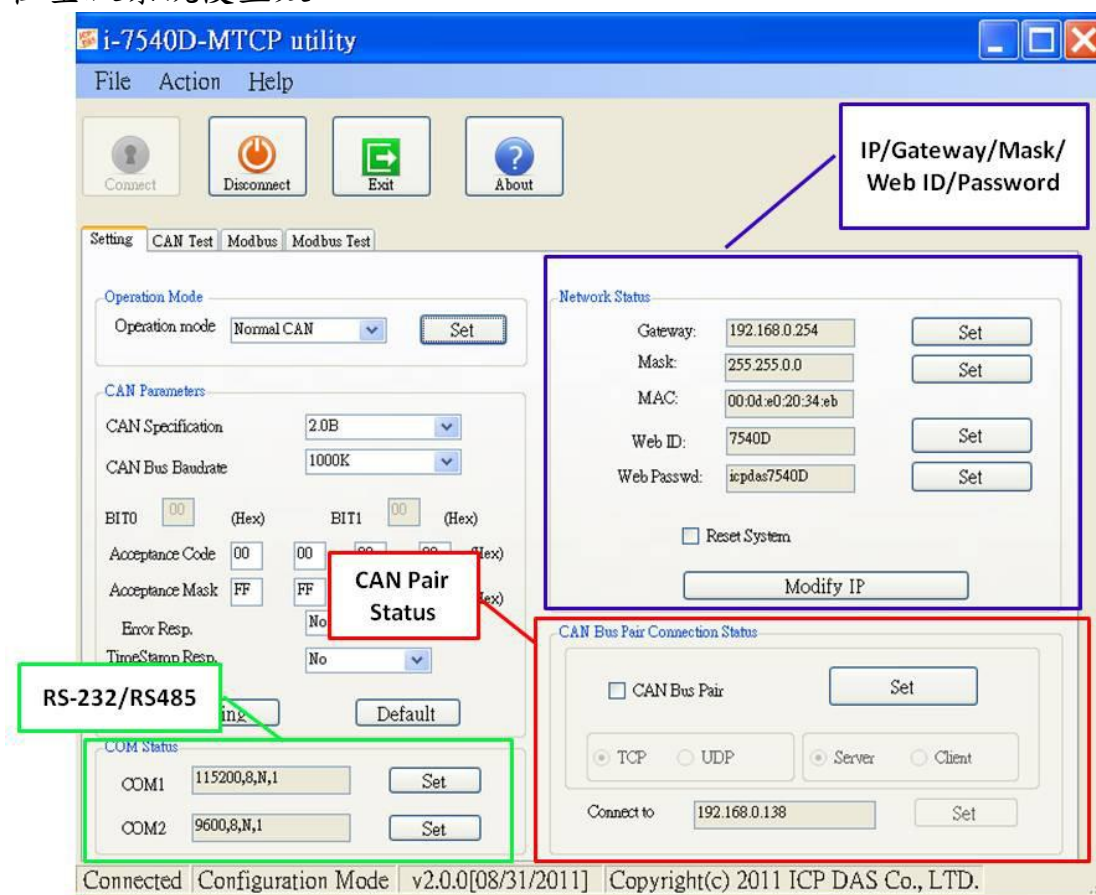 i-7540D-MTCP utility
File Action Help
Connect Disconnect Exit About
IP/Gateway/Mask/
Web ID/Password
Setting CAN Test Modbus Modbus Test
Operation Mode
Operation mode Normal CAN Set
CAN Parameters
CAN Specification 2.0B
CAN Bus Baudrate 1000K
BIT0 00 (Hex) BIT1 00 (Hex)
Acceptance Code 00 00
Acceptance Mask FF FF
Error Resp. No
TimeStamp Resp. No
Default
CAN Pair
Status
RS-232/RS485
COM Status
COM1 115200,8,N,1 Set
COM2 9600,8,N,1 Set
Network Status
Gateway: 192.168.0.254 Set
Mask: 255.255.0.0 Set
MAC: 00:0d:e0:20:34:eb
Web ID: 7540D Set
Web Passwd: icpdas7540D Set
Reset System
Modify IP
CAN Bus Pair Connection Status
CAN Bus Pair Set
TCP UDP Server Client
Connect to 192.168.0.138 Set
Connected Configuration Mode v2.0.0[08/31/2011] Copyright(c) 2011 ICP DAS Co., LTD.